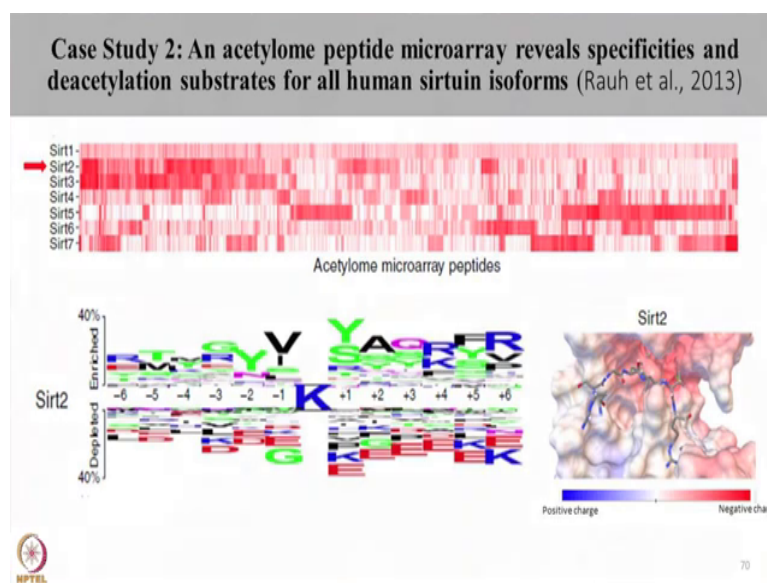 Case Study 2: An acetylome peptide microarray reveals specificities and
deacetylation substrates for all human sirtuin isoforms (Rauh et al., 2013)
Sirt1
Sirt2
Sirt3
Sirt4
Sirt5
Sirt6
Sirt7
Acetylome microarray peptides
Sirt2
40%
Enriched
Depleted
40%
-6 -5 -4 -3 -2 -1 K +1 +2 +3 +4 +5 +6
Sirt2
Positive charge
Negative cha
NPTEL
70